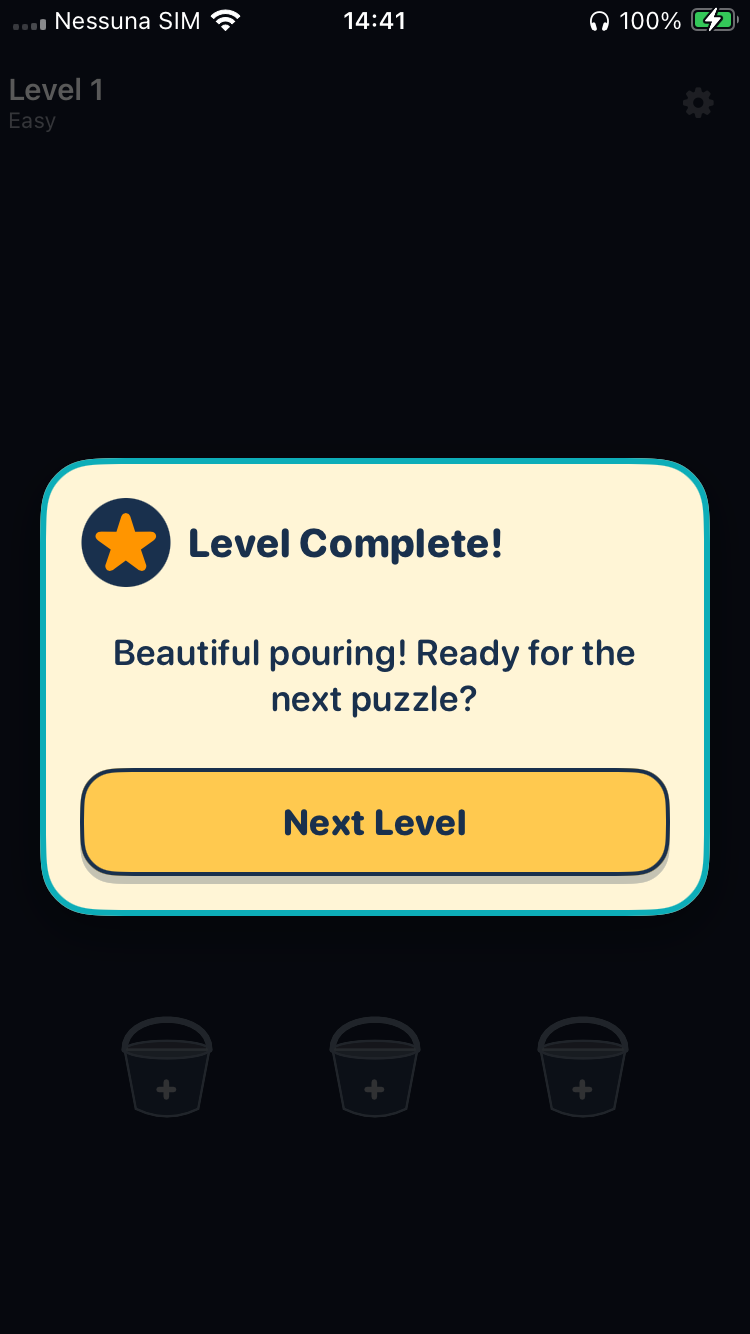 Nessuna SIM 14:41 100%
Level 1
Easy
Level Complete!
Beautiful pouring! Ready for the
next puzzle?
Next Level